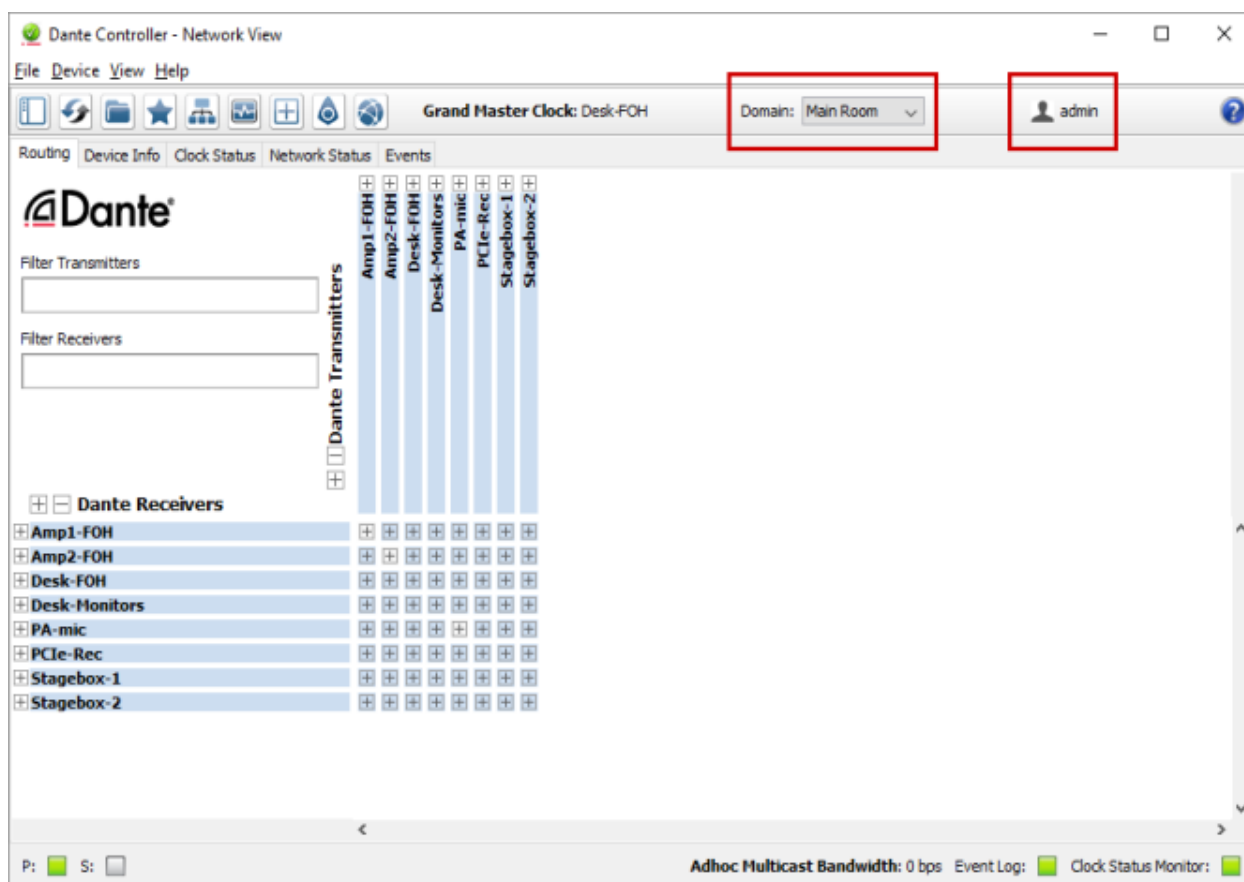 Dante Controller - Network View
File Device View Help
Grand Master Clock: Desk-FOH
Domain: Main Room
admin
?
Routing Device Info Clock Status Network Status Events
Dante®
Filter Transmitters
Filter Receivers
Dante Transmitters
Amp1-FOH
Amp2-FOH
Desk-FOH
Desk-Monitors
PA-mic
PCIe-Rec
Stagebox-1
Stagebox-2
Dante Receivers
Amp1-FOH
Amp2-FOH
Desk-FOH
Desk-Monitors
PA-mic
PCIe-Rec
Stagebox-1
Stagebox-2
P: S: Adhoc Multicast Bandwidth: 0 bps Event Log: Clock Status Monitor: